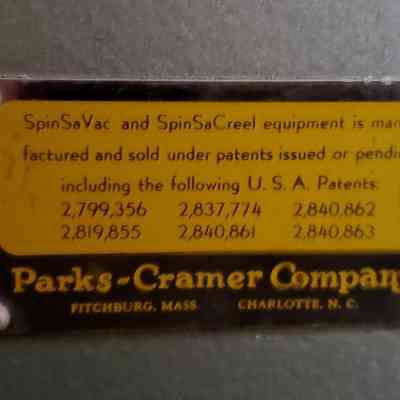 SpinSaVac and SpinSaCreel equipment is man
factured and sold under patents issued or pendi
including the following U. S. A. Patents:
2,799,356 2,837,774 2,840,862
2,819,855 2,840,861 2,840,863
Parks-Cramer Compan
FITCHBURG, MASS. CHARLOTTE, N. C.